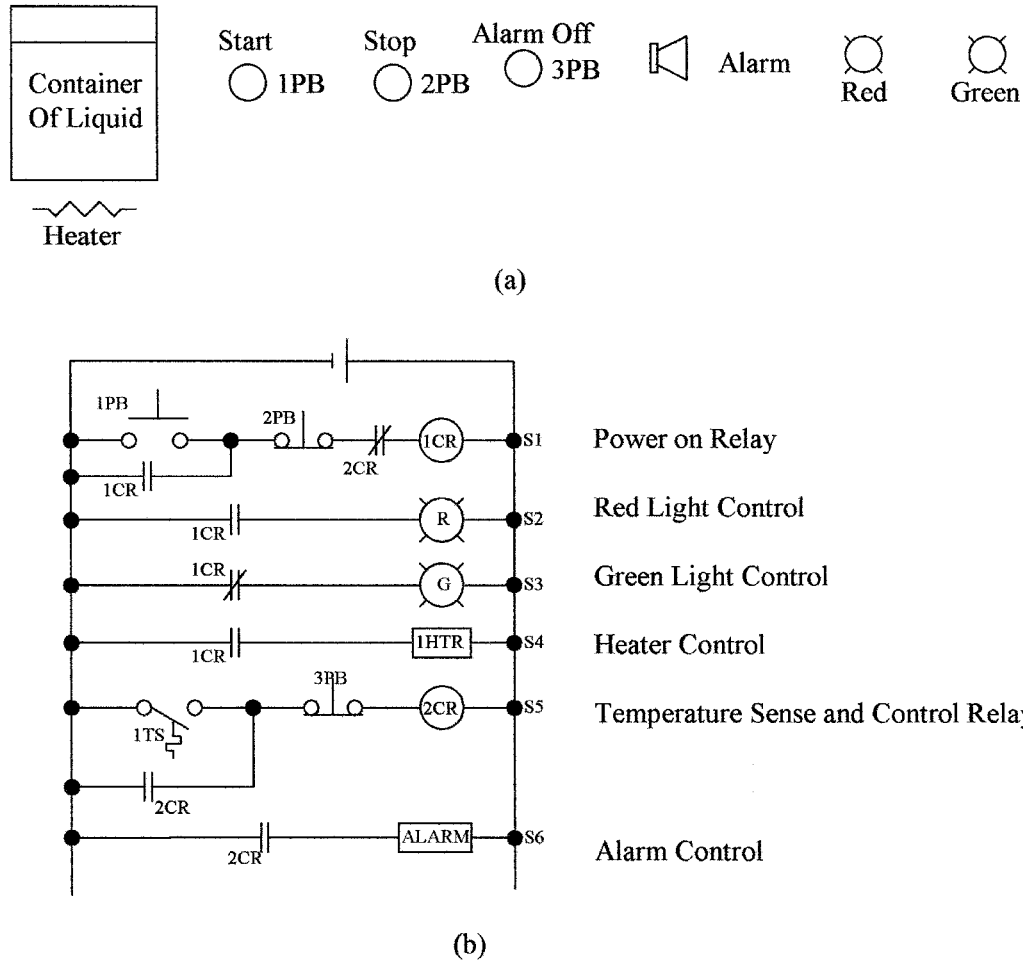 Container
Of Liquid
Heater
Start
1PB
Stop
2PB
Alarm Off
3PB
Alarm
Red
Green
(a)
1PB
2PB
2CR
1CR
S1
Power on Relay
1CR
1CR
R
S2
Red Light Control
1CR
G
S3
Green Light Control
1CR
1HTR
S4
Heater Control
1TS
3PB
2CR
S5
Temperature Sense and Control Relay
2CR
2CR
ALARM
S6
Alarm Control
(b)